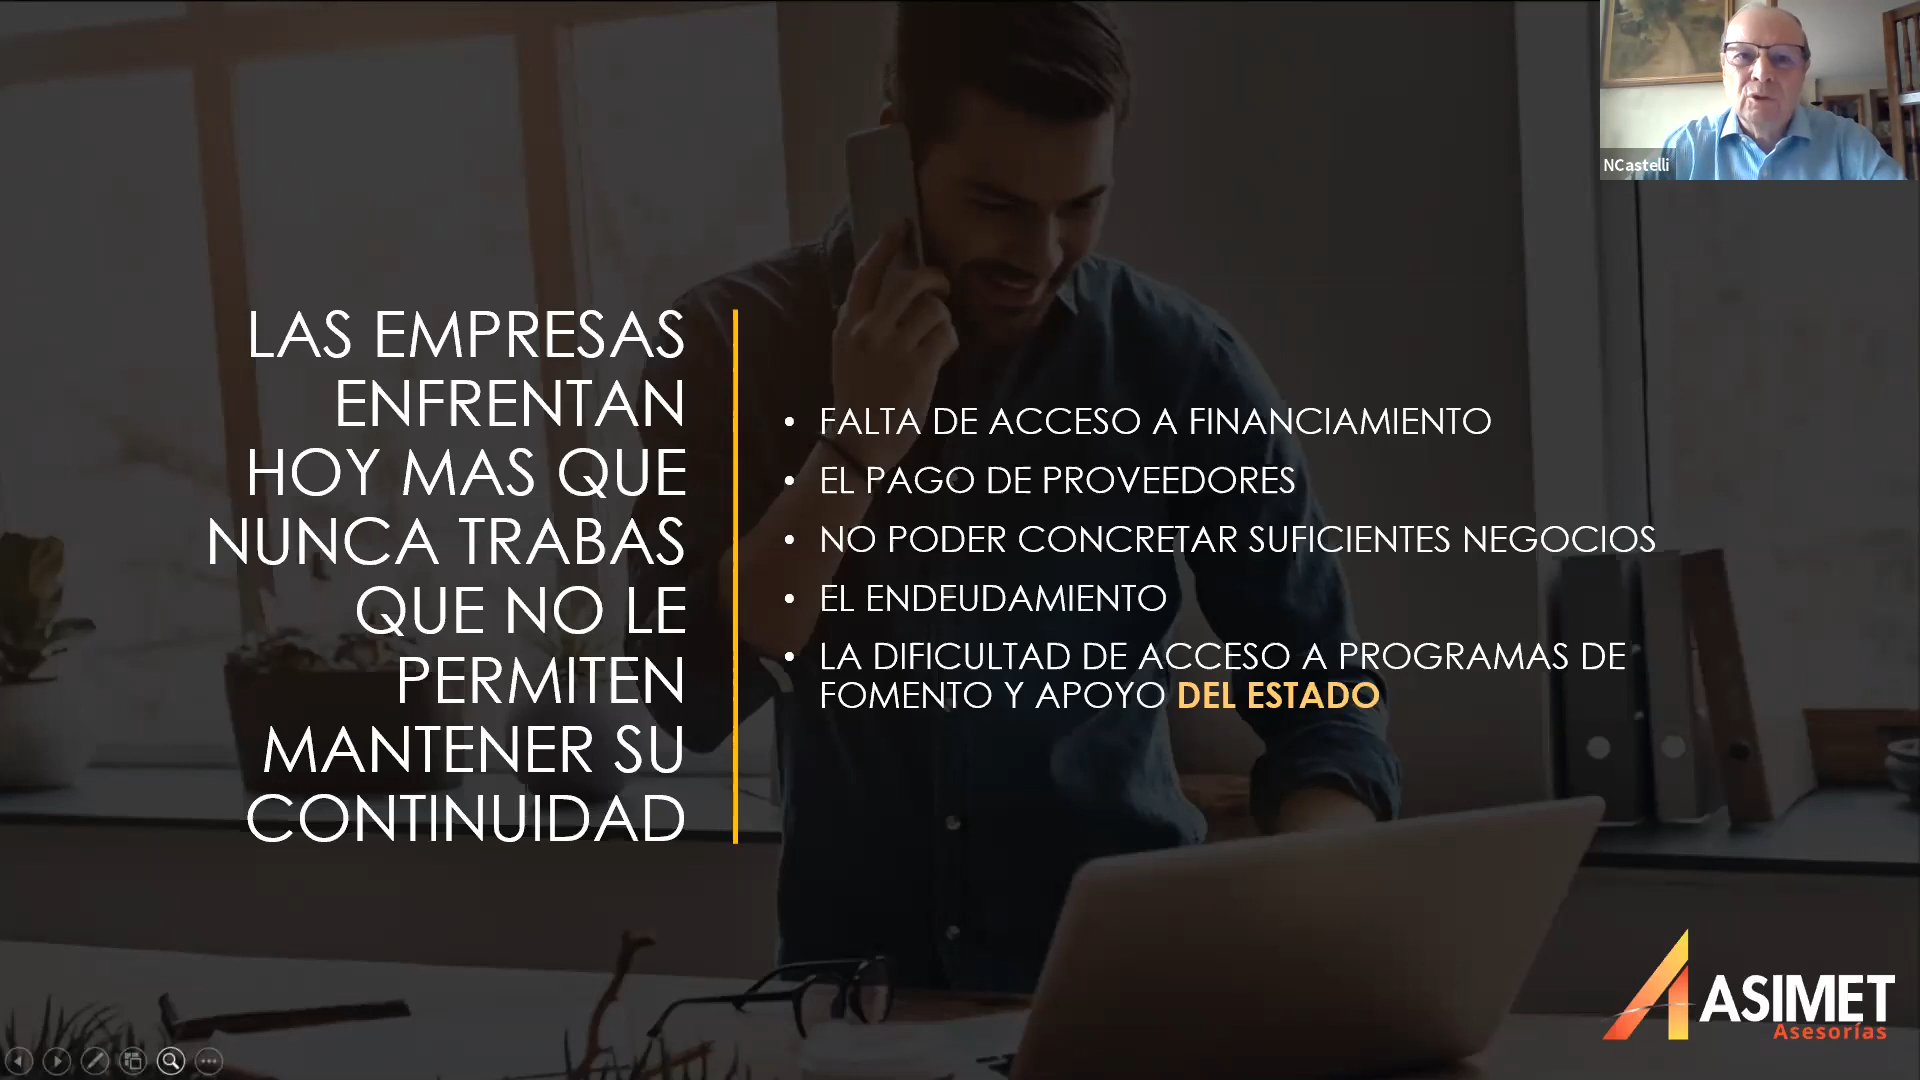 LAS EMPRESAS
ENFRENTAN
HOY MAS QUE
NUNCA TRABAS
QUE NO LE
PERMITEN
MANTENER SU
CONTINUIDAD
• FALTA DE ACCESO A FINANCIAMIENTO
• EL PAGO DE PROVEEDORES
• NO PODER CONCRETAR SUFICIENTES NEGOCIOS
• EL ENDEUDAMIENTO
• LA DIFICULTAD DE ACCESO A PROGRAMAS DE
FOMENTO Y APOYO DEL ESTADO
NCastelli
ASIMET
Asesorías